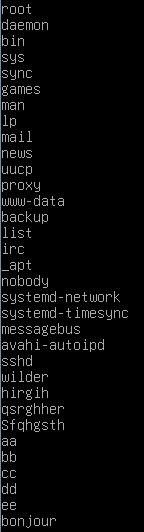 root
daemon
bin
sys
sync
games
man
lp
mail
news
uucp
proxy
www-data
backup
list
irc
_apt
nobody
systemd-network
systemd-timesync
messagebus
avahi-autoipd
sshd
wilder
hirgih
qsrghher
Sfqhgsth
aa
bb
cc
dd
ee
bonjour